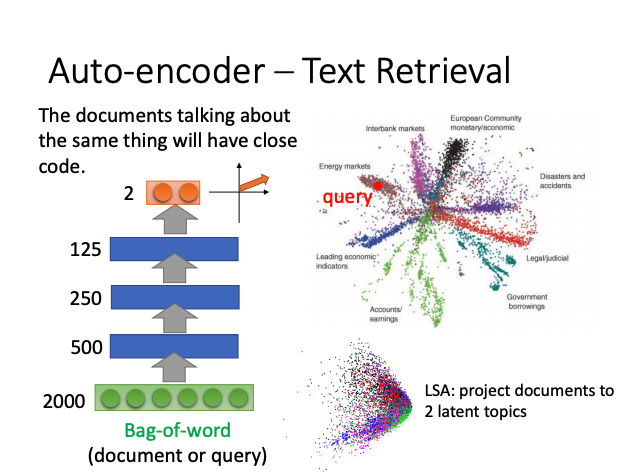 Auto-encoder – Text Retrieval
The documents talking about
the same thing will have close
code.
2
125
250
500
2000
Bag-of-word
(document or query)
Interbank markets
European Community
monetary/economic
Energy markets
query
Disasters and
accidents
Leading economic
indicators
Legal/judicial
Government
borrowings
Accounts/
earnings
LSA: project documents to
2 latent topics